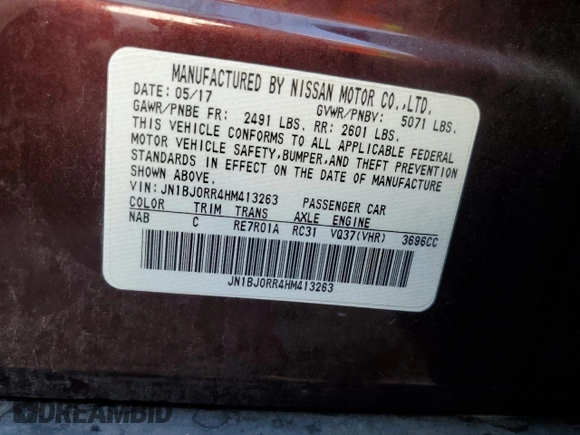 MANUFACTURED BY NISSAN MOTOR CO.,LTD.
DATE: 05/17 GVWR/PNBV: 5071 LBS.
GAWR/PNBE FR: 2491 LBS. RR: 2601 LBS.
THIS VEHICLE CONFORMS TO ALL APPLICABLE FEDERAL
MOTOR VEHICLE SAFETY, BUMPER,AND THEFT PREVENTION
STANDARDS IN EFFECT ON THE DATE OF MANUFACTURE
SHOWN ABOVE.
VIN: JN1BJ0RR4HM413263 PASSENGER CAR
COLOR TRIM TRANS AXLE ENGINE
NAB C RE7R01A RC31 VQ37(VHR) 3696CC
JN1BJ0RR4HM413263
DREAMBID